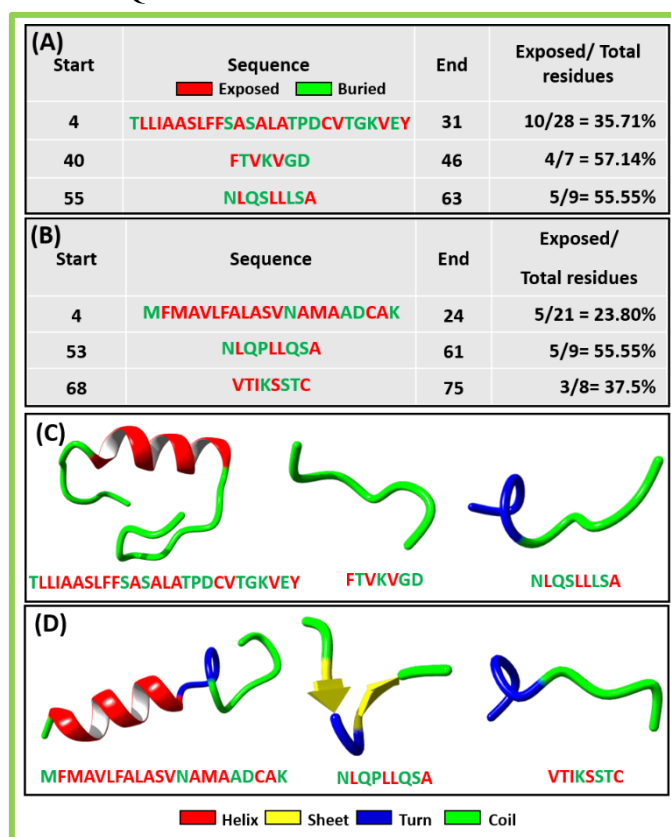 (A)
Start Sequence End Exposed/ Total residues
Exposed Buried
4 TLLIAASLFFSASALATPDCVTGKVEY 31 10/28 = 35.71%
40 FTVKVGD 46 4/7 = 57.14%
55 NLQSLLLSA 63 5/9= 55.55%
(B)
Start Sequence End Exposed/
Total residues
4 MFMAVLFALASVNAMAADCAK 24 5/21 = 23.80%
53 NLQPLLQSA 61 5/9= 55.55%
68 VTIKSSTC 75 3/8= 37.5%
(C)
TLLIAASLFFSASALATPDCVTGKVEY FTVKVGD NLQSLLLSA
(D)
MFMAVLFALASVNAMAADCAK NLQPLLQSA VTIKSSTC
Helix Sheet Turn Coil